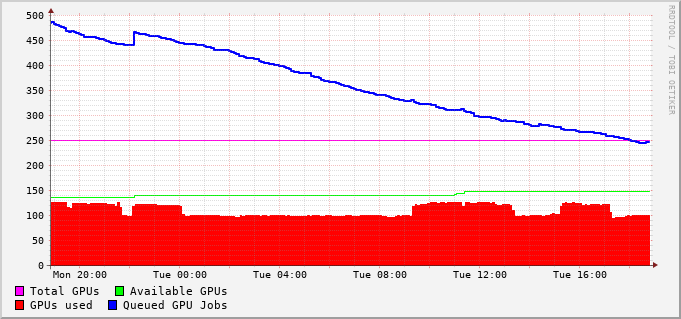 500
450
400
350
300
250
200
150
100
50
0
Mon 20:00 Tue 00:00 Tue 04:00 Tue 08:00 Tue 12:00 Tue 16:00
Total GPUs Available GPUs
GPUs used Queued GPU Jobs
RRDTOOL / TOBI OETIKER